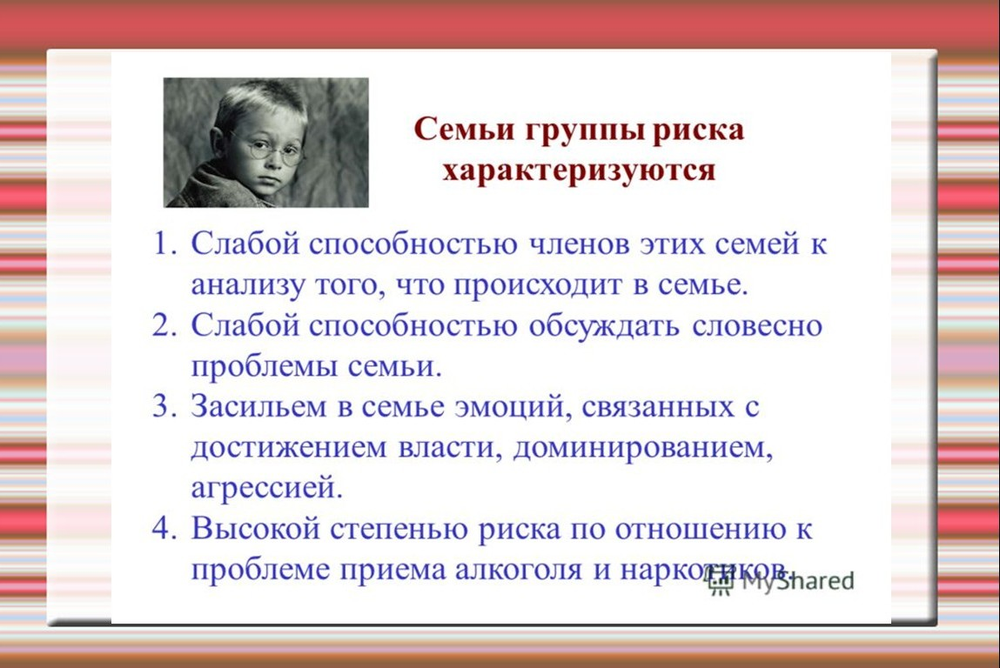 Семьи группы риска
характеризуются
1. Слабой способностью членов этих семей к
анализу того, что происходит в семье.
2. Слабой способностью обсуждать словесно
проблемы семьи.
3. Засильем в семье эмоций, связанных с
достижением власти, доминированием,
агрессией.
4. Высокой степенью риска по отношению к
проблеме приема алкоголя и наркотиков.
MyShared